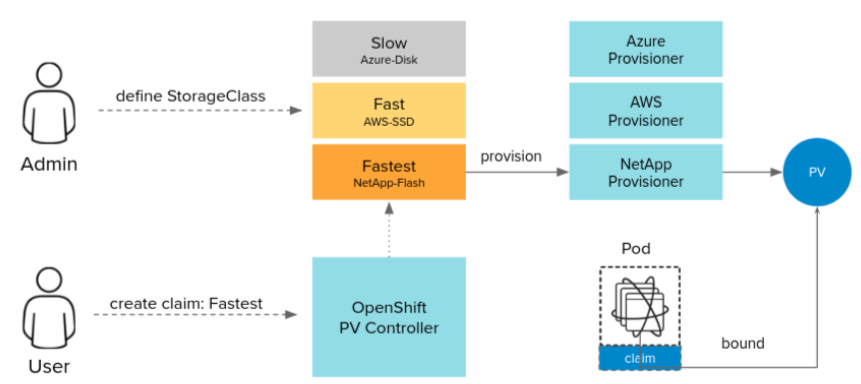 Slow
Azure-Disk
Azure
Provisioner
define StorageClass
Fast
AWS-SSD
AWS
Provisioner
Admin
Fastest
NetApp-Flash
provision
NetApp
Provisioner
PV
Pod
create claim: Fastest
OpenShift
PV Controller
User
claim
bound